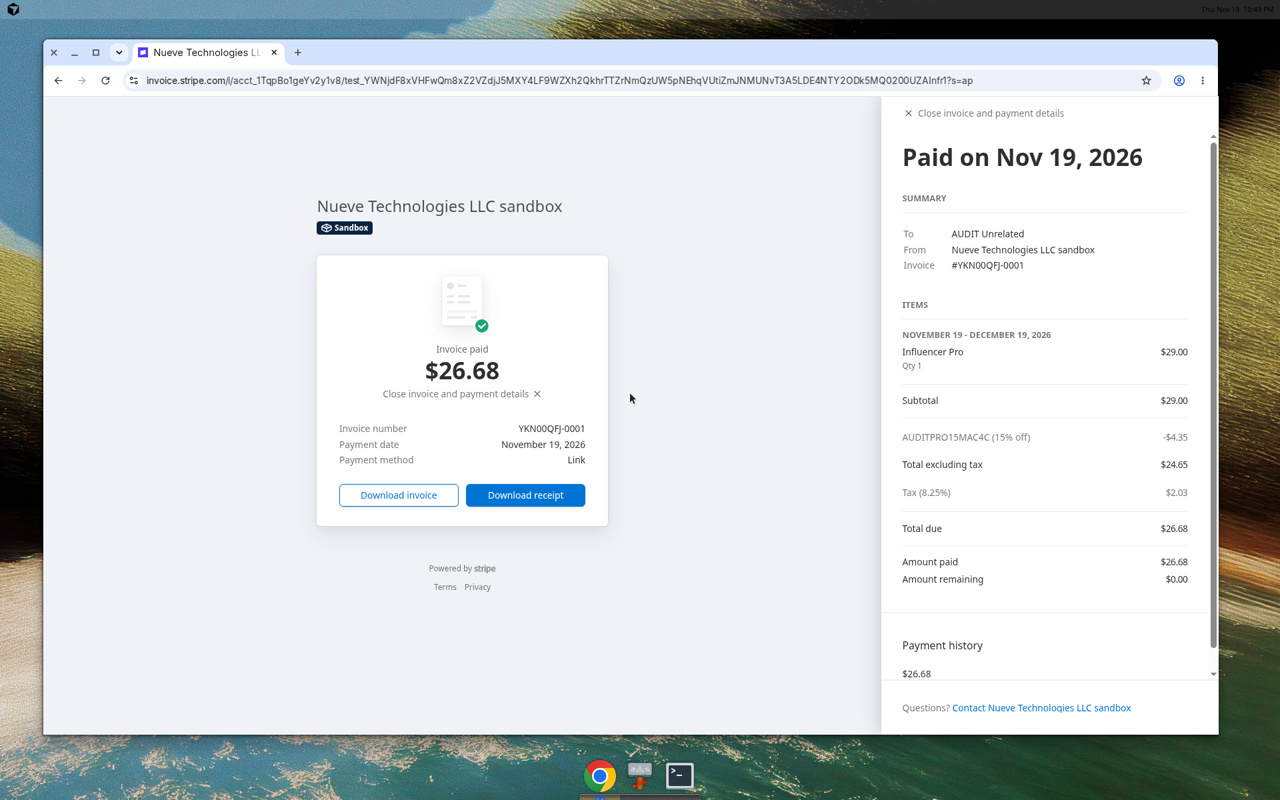 Thu Nov 19 10:49 PM
Nueve Technologies LL
invoice.stripe.com/i/acct_1TqpBo1geYv2y1v8/test_YWNjdF8xVHFwQm8xZ2VZdjJ5MXY4LF9WZXh2QkhrTTZrNmQzUW5pNEhqVUtiZmJNMUNvT3A5LDE4NTY2ODk5MQ0200UZAInfr1?s=ap
Nueve Technologies LLC sandbox
Sandbox
Invoice paid
$26.68
Close invoice and payment details
Invoice number YKN00QFJ-0001
Payment date November 19, 2026
Payment method Link
Download invoice Download receipt
Powered by stripe
Terms Privacy
Close invoice and payment details
Paid on Nov 19, 2026
SUMMARY
To AUDIT Unrelated
From Nueve Technologies LLC sandbox
Invoice #YKN00QFJ-0001
ITEMS
NOVEMBER 19 - DECEMBER 19, 2026
Influencer Pro $29.00
Qty 1
Subtotal $29.00
AUDITPRO15MAC4C (15% off) -$4.35
Total excluding tax $24.65
Tax (8.25%) $2.03
Total due $26.68
Amount paid $26.68
Amount remaining $0.00
Payment history
$26.68
Questions? Contact Nueve Technologies LLC sandbox